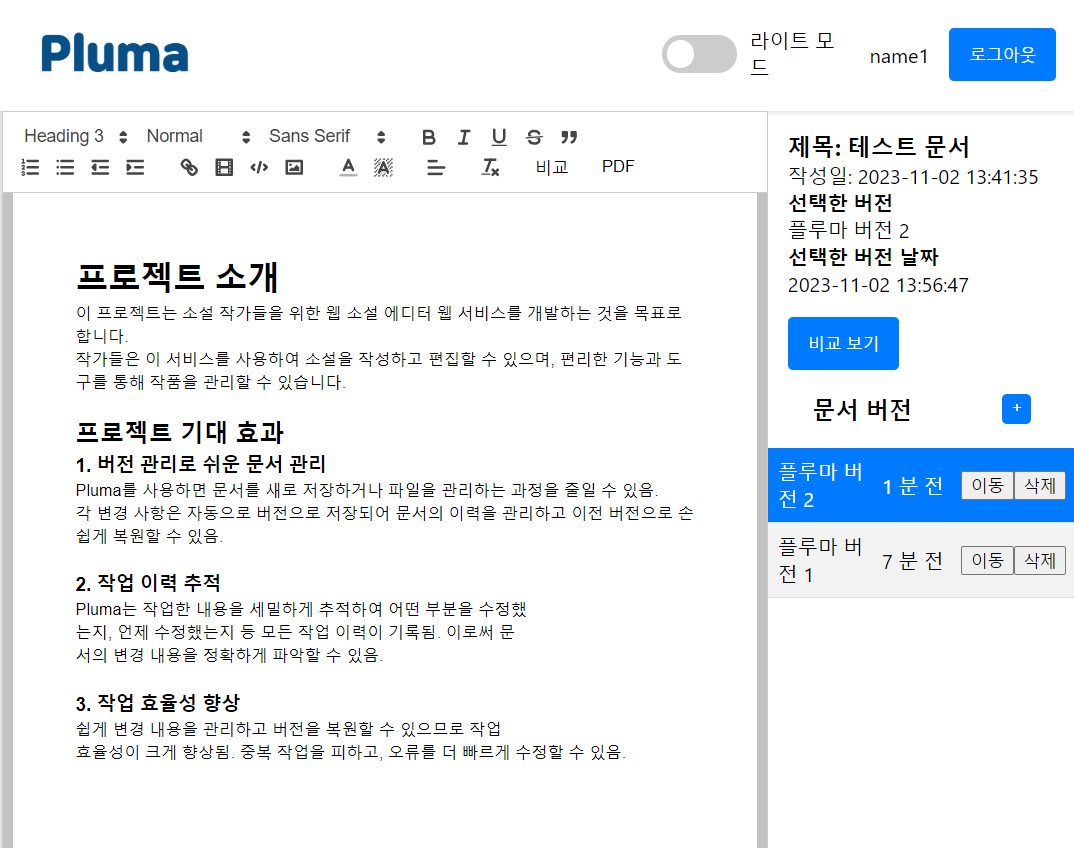 Pluma
라이트 모
드
name1
로그아웃
Heading 3
Normal
Sans Serif
비교
PDF
프로젝트 소개
이 프로젝트는 소설 작가들을 위한 웹 소설 에디터 웹 서비스를 개발하는 것을 목표로
합니다.
작가들은 이 서비스를 사용하여 소설을 작성하고 편집할 수 있으며, 편리한 기능과 도
구를 통해 작품을 관리할 수 있습니다.
프로젝트 기대 효과
1. 버전 관리로 쉬운 문서 관리
Pluma를 사용하면 문서를 새로 저장하거나 파일을 관리하는 과정을 줄일 수 있음.
각 변경 사항은 자동으로 버전으로 저장되어 문서의 이력을 관리하고 이전 버전으로 손
쉽게 복원할 수 있음.
2. 작업 이력 추적
Pluma는 작업한 내용을 세밀하게 추적하여 어떤 부분을 수정했
는지, 언제 수정했는지 등 모든 작업 이력이 기록됨. 이로써 문
서의 변경 내용을 정확하게 파악할 수 있음.
3. 작업 효율성 향상
쉽게 변경 내용을 관리하고 버전을 복원할 수 있으므로 작업
효율성이 크게 향상됨. 중복 작업을 피하고, 오류를 더 빠르게 수정할 수 있음.
제목: 테스트 문서
작성일: 2023-11-02 13:41:35
선택한 버전
플루마 버전 2
선택한 버전 날짜
2023-11-02 13:56:47
비교 보기
문서 버전
+
플루마 버
전 2
1 분 전
이동
삭제
플루마 버
전 1
7 분 전
이동
삭제